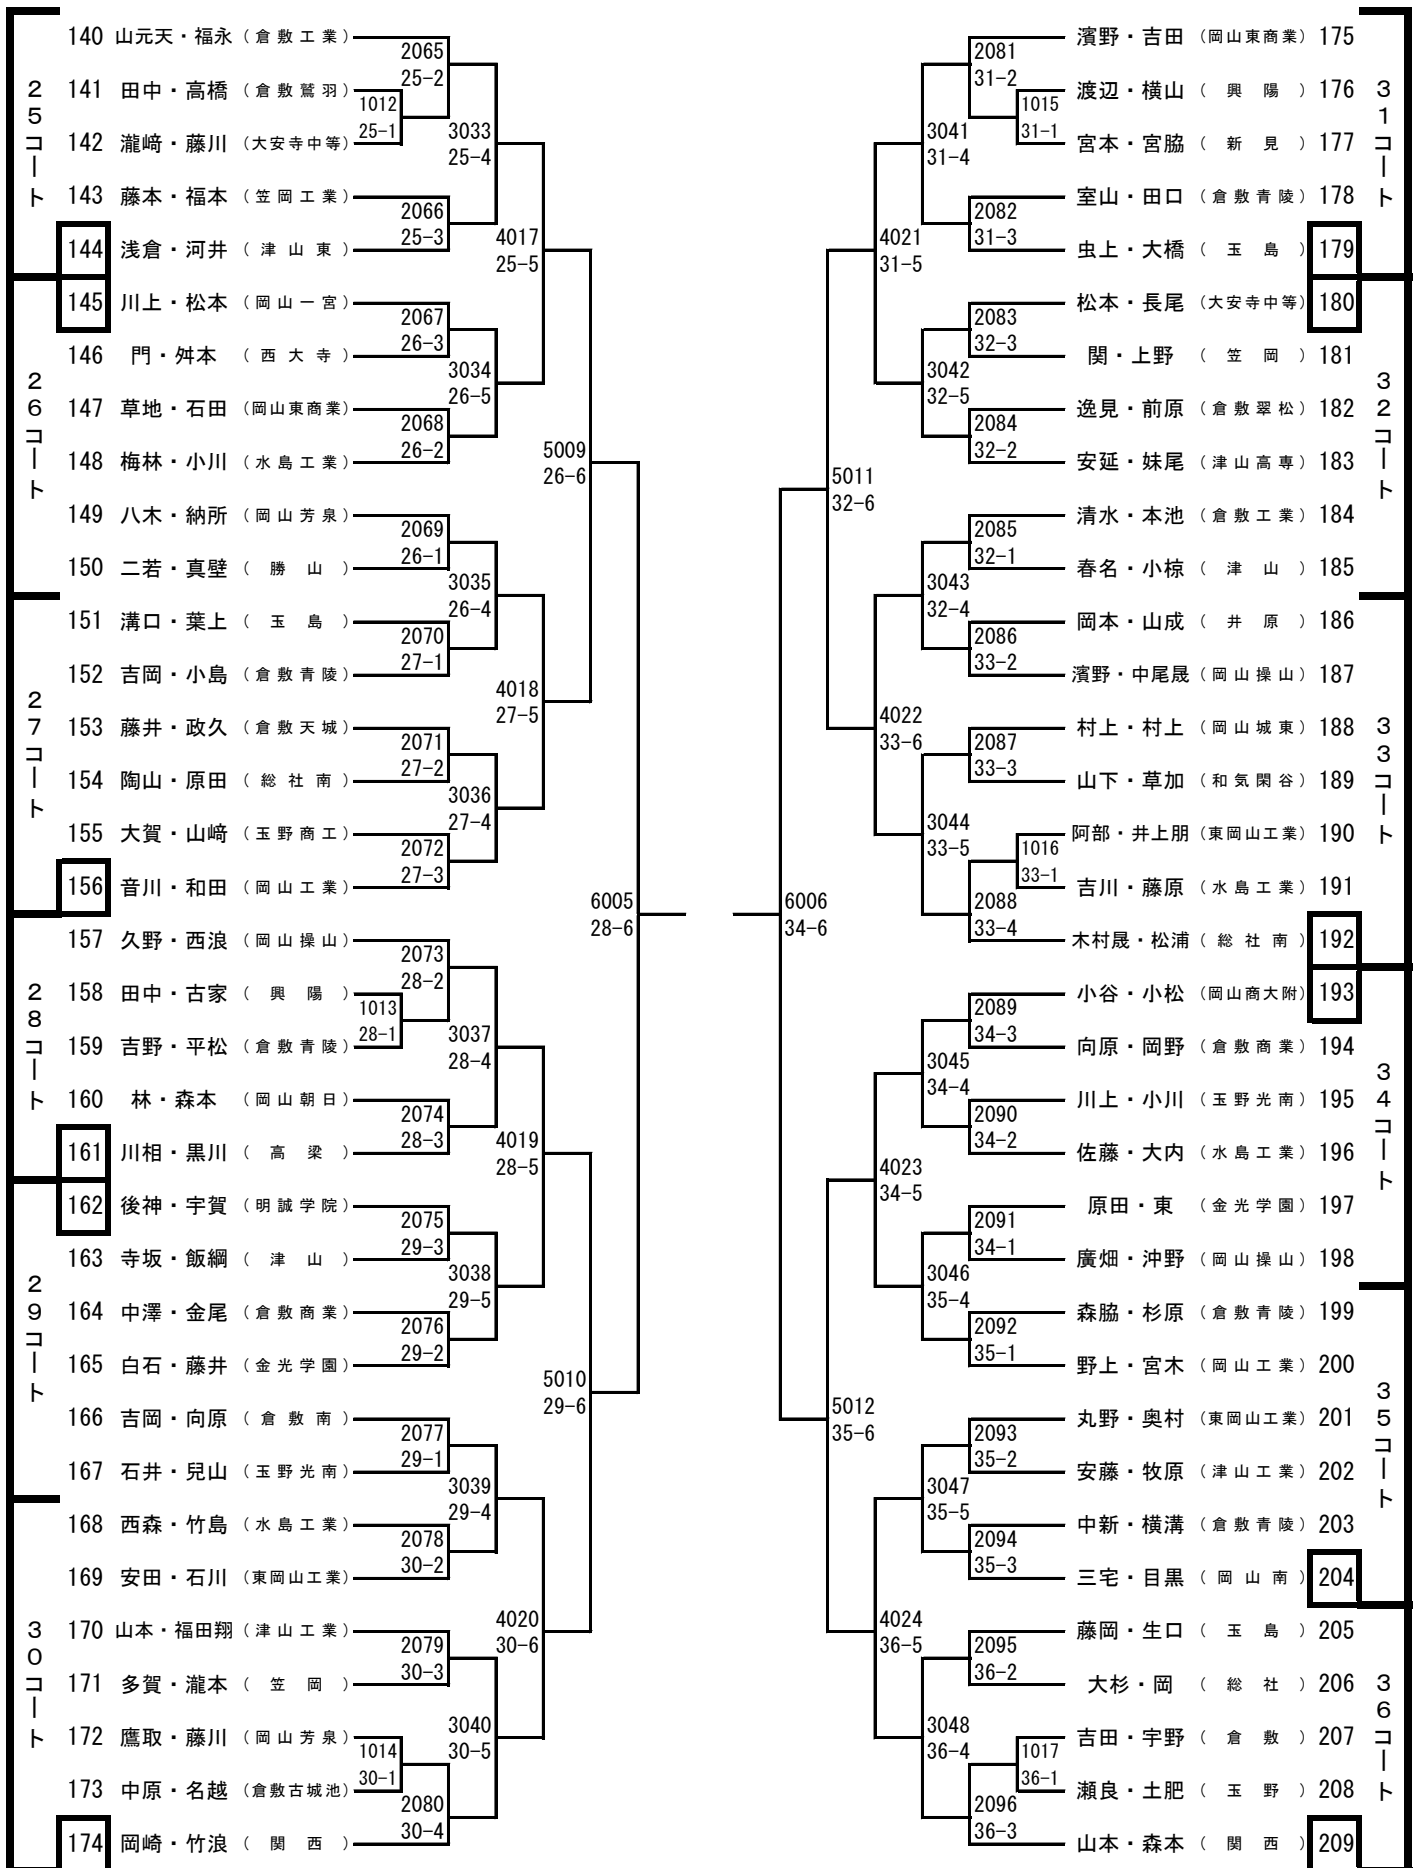 25コート
140 山元天・福永 (倉敷工業)
141 田中・高橋 (倉敷鷲羽)
142 瀧﨑・藤川 (大安寺中等)
143 藤本・福本 (笠岡工業)
144 浅倉・河井 (津山東)
26コート
145 川上・松本 (岡山一宮)
146 門・舛本 (西大寺)
147 草地・石田 (岡山東商業)
148 梅林・小川 (水島工業)
149 八木・納所 (岡山芳泉)
150 二若・真壁 (勝山)
27コート
151 溝口・葉上 (玉島)
152 吉岡・小島 (倉敷青陵)
153 藤井・政久 (倉敷天城)
154 陶山・原田 (総社南)
155 大賀・山﨑 (玉野商工)
156 音川・和田 (岡山工業)
28コート
157 久野・西浪 (岡山操山)
158 田中・古家 (興陽)
159 吉野・平松 (倉敷青陵)
160 林・森本 (岡山朝日)
161 川相・黒川 (高梁)
29コート
162 後神・宇賀 (明誠学院)
163 寺坂・飯綱 (津山)
164 中澤・金尾 (倉敷商業)
165 白石・藤井 (金光学園)
166 吉岡・向原 (倉敷南)
167 石井・兒山 (玉野光南)
30コート
168 西森・竹島 (水島工業)
169 安田・石川 (東岡山工業)
170 山本・福田翔 (津山工業)
171 多賀・瀧本 (笠岡)
172 鷹取・藤川 (岡山芳泉)
173 中原・名越 (倉敷古城池)
174 岡崎・竹浪 (関西)
1012
25-1
1013
28-1
1014
30-1
2065
25-2
2066
25-3
2067
26-3
2068
26-2
2069
26-1
2070
27-1
2071
27-2
2072
27-3
2073
28-2
2074
28-3
2075
29-3
2076
29-2
2077
29-1
2078
30-2
2079
30-3
2080
30-4
3033
25-4
3034
26-5
3035
26-4
3036
27-4
3037
28-4
3038
29-5
3039
29-4
3040
30-5
4017
25-5
4018
27-5
4019
28-5
4020
30-6
5009
26-6
5010
29-6
6005
28-6
6006
34-6
5011
32-6
5012
35-6
4021
31-5
4022
33-6
4023
34-5
4024
36-5
3041
31-4
3042
32-5
3043
32-4
3044
33-5
3045
34-4
3046
35-4
3047
35-5
3048
36-4
2081
31-2
2082
31-3
2083
32-3
2084
32-2
2085
32-1
2086
33-2
2087
33-3
2088
33-4
2089
34-3
2090
34-2
2091
34-1
2092
35-1
2093
35-2
2094
35-3
2095
36-2
2096
36-3
1015
31-1
1016
33-1
1017
36-1
31コート
濱野・吉田 (岡山東商業) 175
渡辺・横山 (興陽) 176
宮本・宮脇 (新見) 177
室山・田口 (倉敷青陵) 178
虫上・大橋 (玉島) 179
32コート
松本・長尾 (大安寺中等) 180
関・上野 (笠岡) 181
逸見・前原 (倉敷翠松) 182
安延・妹尾 (津山高専) 183
清水・本池 (倉敷工業) 184
春名・小椋 (津山) 185
33コート
岡本・山成 (井原) 186
濱野・中尾晟 (岡山操山) 187
村上・村上 (岡山城東) 188
山下・草加 (和気閑谷) 189
阿部・井上朋 (東岡山工業) 190
吉川・藤原 (水島工業) 191
木村晟・松浦 (総社南) 192
34コート
小谷・小松 (岡山商大附) 193
向原・岡野 (倉敷商業) 194
川上・小川 (玉野光南) 195
佐藤・大内 (水島工業) 196
原田・東 (金光学園) 197
廣畑・沖野 (岡山操山) 198
35コート
森脇・杉原 (倉敷青陵) 199
野上・宮木 (岡山工業) 200
丸野・奥村 (東岡山工業) 201
安藤・牧原 (津山工業) 202
中新・横溝 (倉敷青陵) 203
三宅・目黒 (岡山南) 204
36コート
藤岡・生口 (玉島) 205
大杉・岡 (総社) 206
吉田・宇野 (倉敷) 207
瀬良・土肥 (玉野) 208
山本・森本 (関西) 209